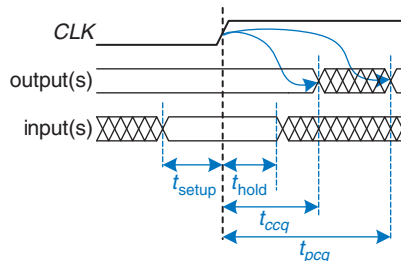 CLK
output(s)
input(s)
tsetup thold
tccq
tpcq